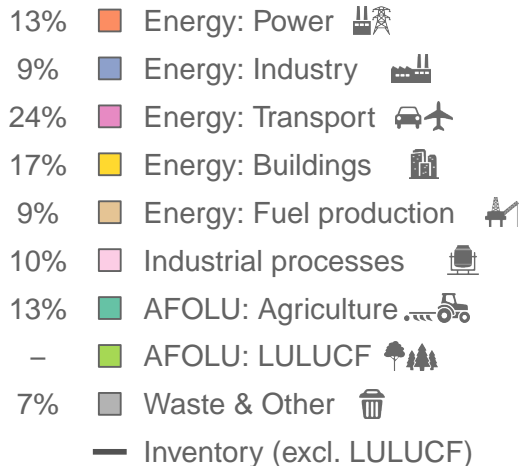 13% Energy: Power
9% Energy: Industry
24% Energy: Transport
17% Energy: Buildings
9% Energy: Fuel production
10% Industrial processes
13% AFOLU: Agriculture
– AFOLU: LULUCF
7% Waste & Other
Inventory (excl. LULUCF)